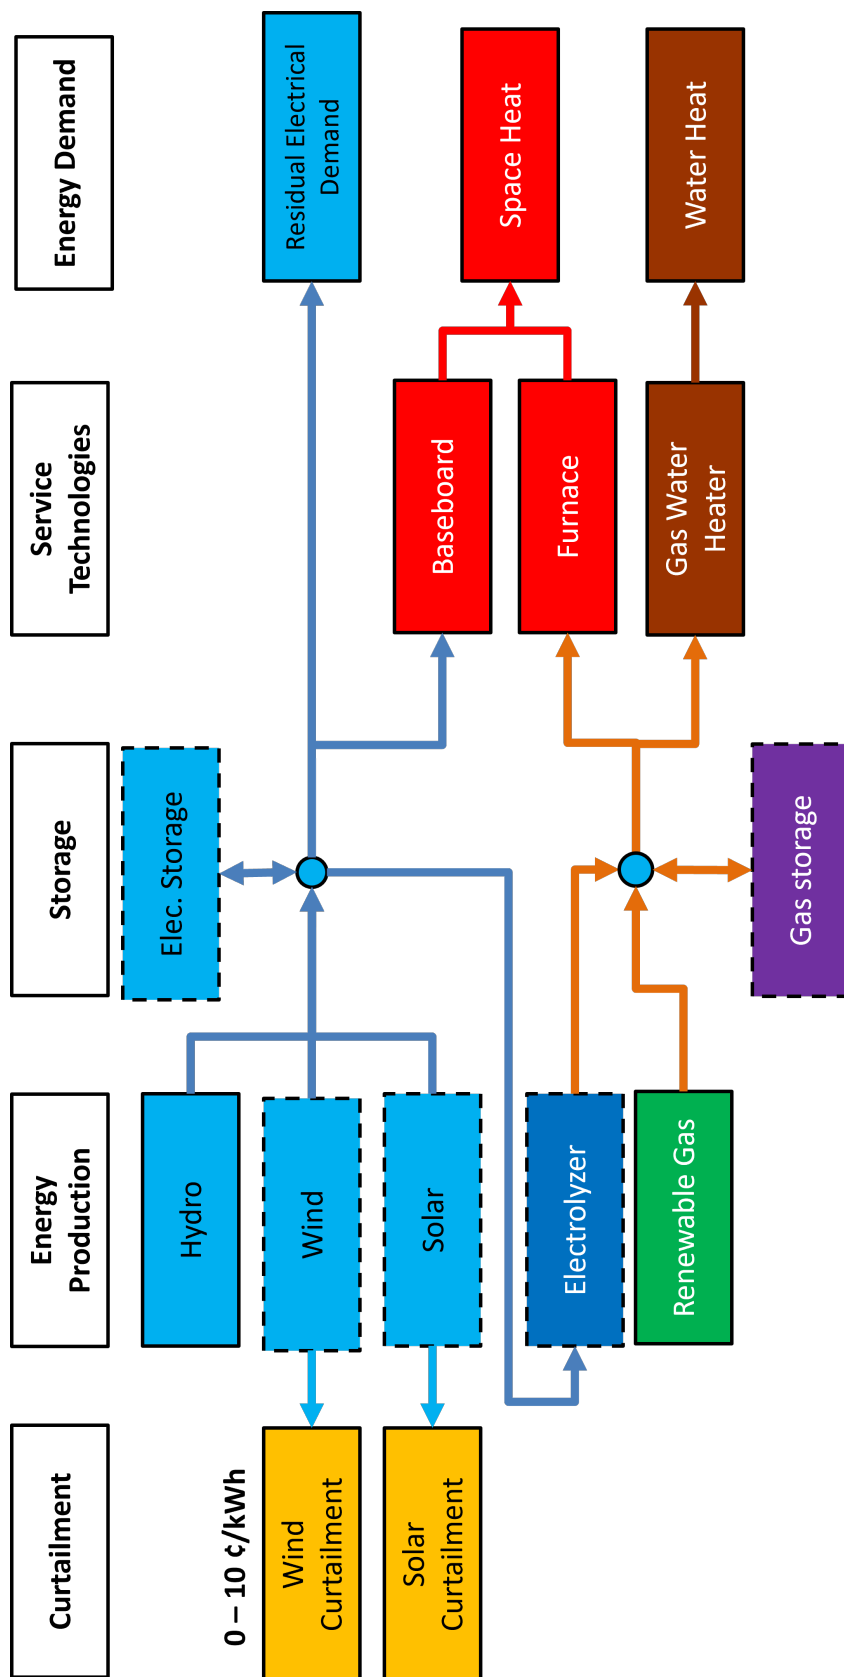 Curtailment
Energy
Production
Storage
Service
Technologies
Energy Demand
0 – 10 ¢/kWh
Wind
Curtailment
Solar
Curtailment
Hydro
Wind
Solar
Electrolyzer
Renewable Gas
Elec. Storage
Gas storage
Baseboard
Furnace
Gas Water
Heater
Residual Electrical
Demand
Space Heat
Water Heat